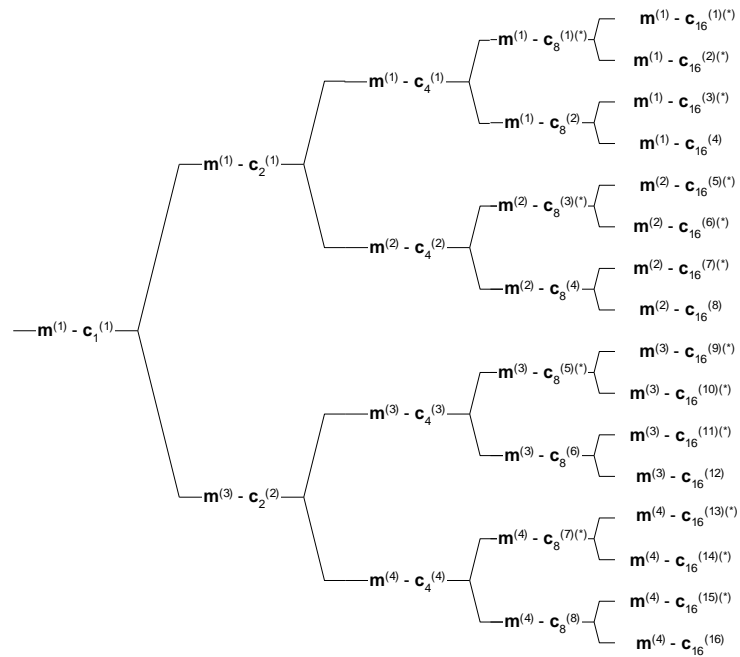 m(1) - c16(1)(*)
m(1) - c8(1)(*)
m(1) - c16(2)(*)
m(1) - c4(1)
m(1) - c16(3)(*)
m(1) - c8(2)
m(1) - c16(4)
m(1) - c2(1)
m(2) - c16(5)(*)
m(2) - c8(3)(*)
m(2) - c16(6)(*)
m(2) - c4(2)
m(2) - c16(7)(*)
m(2) - c8(4)
m(2) - c16(8)
m(1) - c1(1)
m(3) - c16(9)(*)
m(3) - c8(5)(*)
m(3) - c16(10)(*)
m(3) - c4(3)
m(3) - c16(11)(*)
m(3) - c8(6)
m(3) - c16(12)
m(3) - c2(2)
m(4) - c16(13)(*)
m(4) - c8(7)(*)
m(4) - c16(14)(*)
m(4) - c4(4)
m(4) - c16(15)(*)
m(4) - c8(8)
m(4) - c16(16)